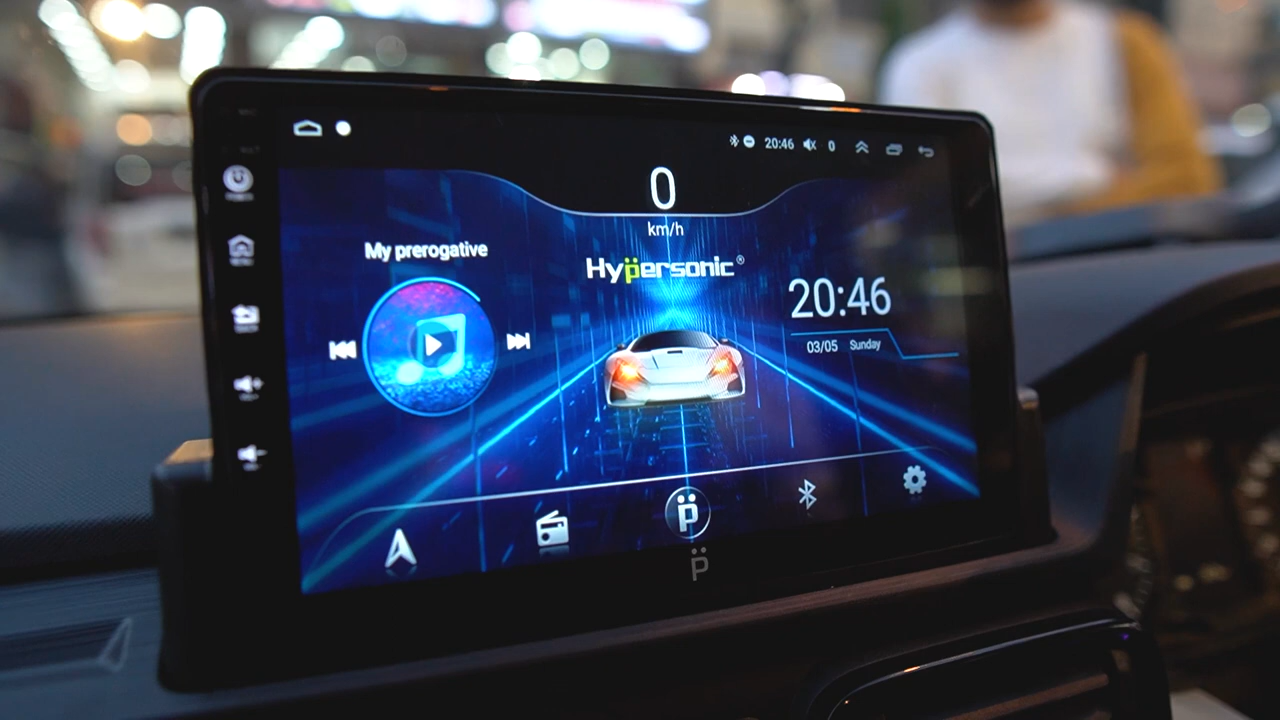 20:46 0
0
km/h
My prerogative
Hypersonic®
20:46
03/05 Sunday
p̈
p̈